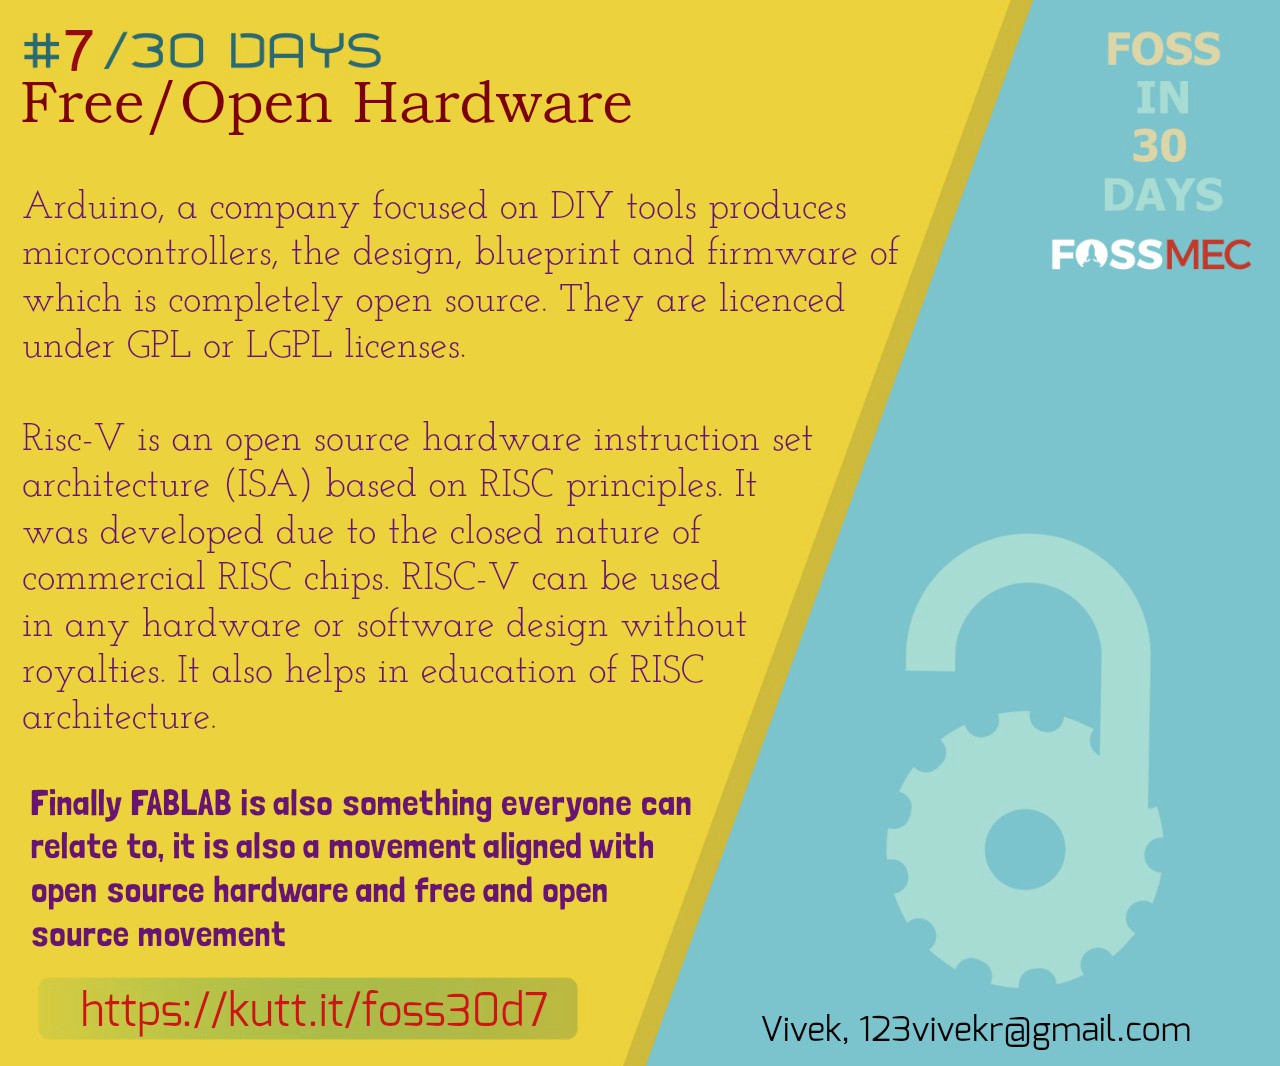 #7/30 DAYS
Free/Open Hardware
Arduino, a company focused on DIY tools produces
microcontrollers, the design, blueprint and firmware of
which is completely open source. They are licenced
under GPL or LGPL licenses.
Risc-V is an open source hardware instruction set
architecture (ISA) based on RISC principles. It
was developed due to the closed nature of
commercial RISC chips. RISC-V can be used
in any hardware or software design without
royalties. It also helps in education of RISC
architecture.
Finally FABLAB is also something everyone can
relate to, it is also a movement aligned with
open source hardware and free and open
source movement
https://kutt.it/foss30d7
FOSS
IN
30
DAYS
FOSSMEC
Vivek, 123vivekr@gmail.com